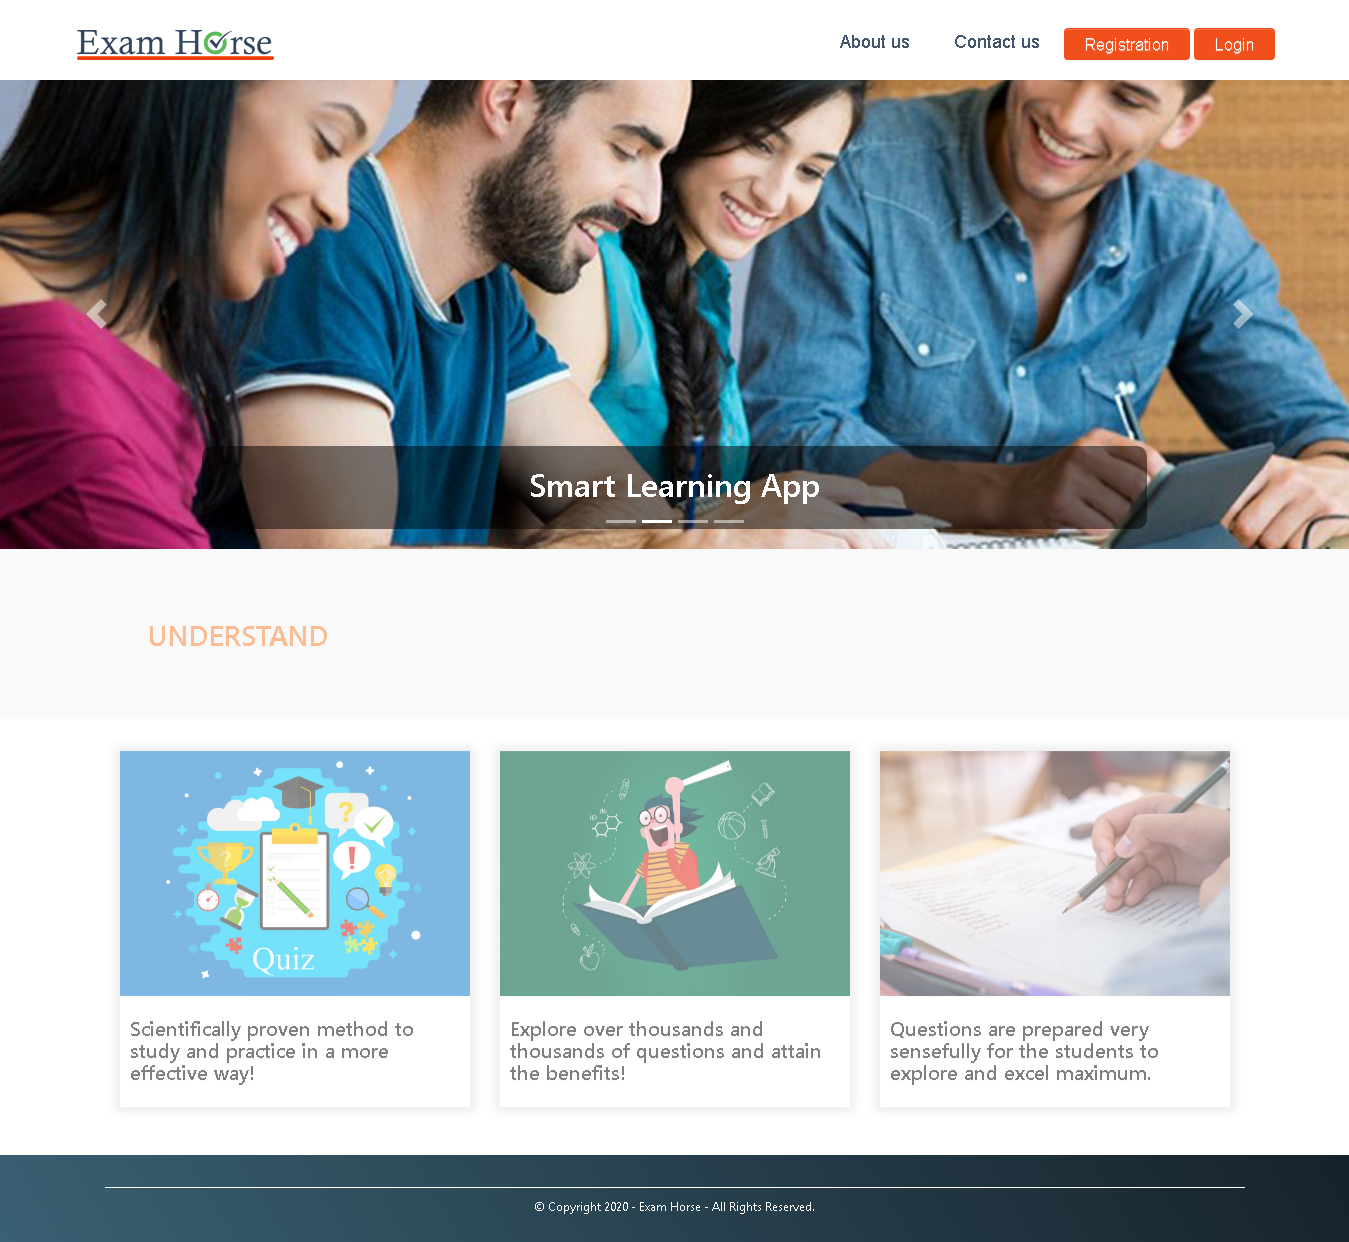 Exam Horse
About us
Contact us
Registration
Login
Smart Learning App
UNDERSTAND
Quiz
Scientifically proven method to
study and practice in a more
effective way!
Explore over thousands and
thousands of questions and attain
the benefits!
Questions are prepared very
sensefully for the students to
explore and excel maximum.
© Copyright 2020 - Exam Horse - All Rights Reserved.